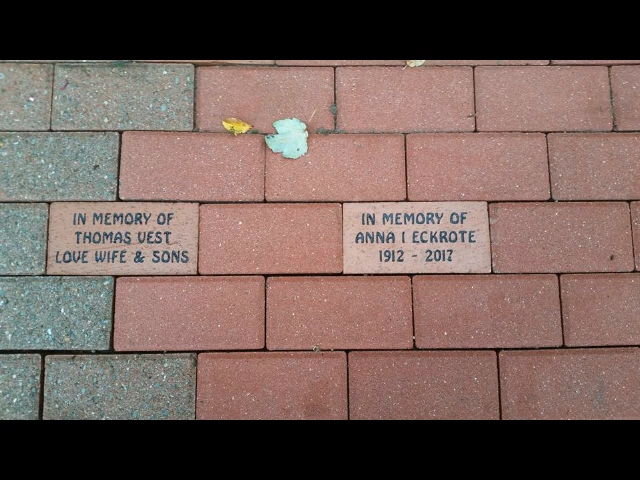 IN MEMORY OF
THOMAS VEST
LOVE WIFE & SONS
IN MEMORY OF
ANNA I ECKROTE
1912 - 2017